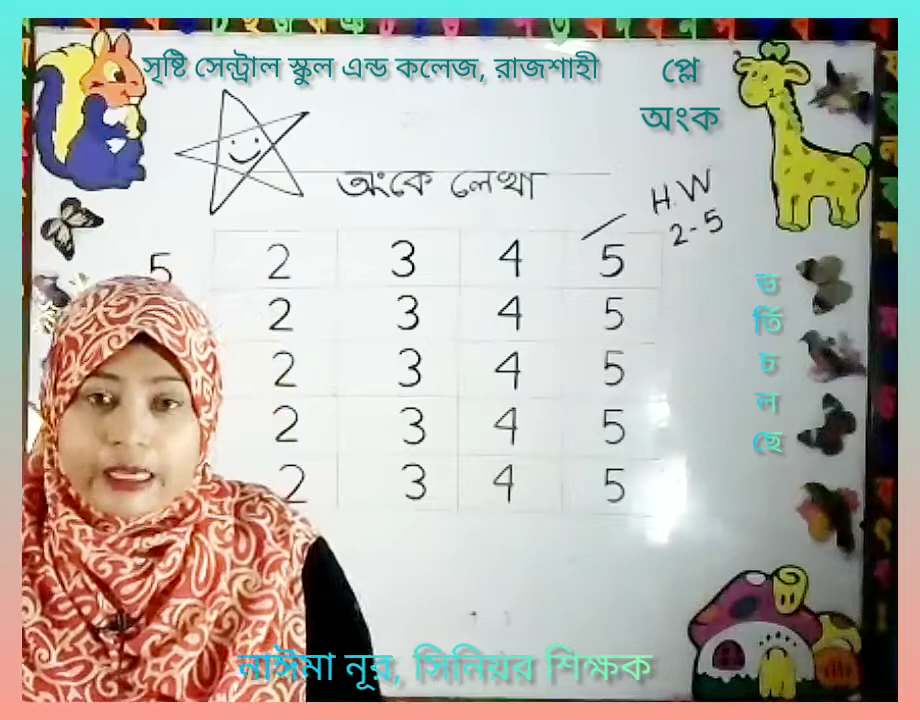 সৃষ্টি সেন্ট্রাল স্কুল এন্ড কলেজ, রাজশাহী
প্লে
অংক
অংকে লেখা
H.W
2-5
5 2 3 4 5
2 3 4 5
2 3 4 5
2 3 4 5
2 3 4 5
ভ
র্তি
চ
ল
ছে
নাঈমা নূর, সিনিয়র শিক্ষক